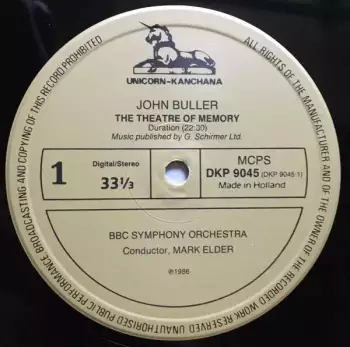 ALL RIGHTS OF THE MANUFACTURER AND OF THE OWNER OF THE RECORDED WORK RESERVED UNAUTHORISED PUBLIC PERFORMANCE BROADCASTING AND COPYING OF THIS RECORD PROHIBITED
UNICORN-KANCHANA
JOHN BULLER
THE THEATRE OF MEMORY
Duration (22:30)
Music published by G. Schirmer Ltd.
1
Digital/Stereo
33⅓
MCPS
DKP 9045 (DKP 9045:1)
Made in Holland
BBC SYMPHONY ORCHESTRA
Conductor, MARK ELDER
℗1986